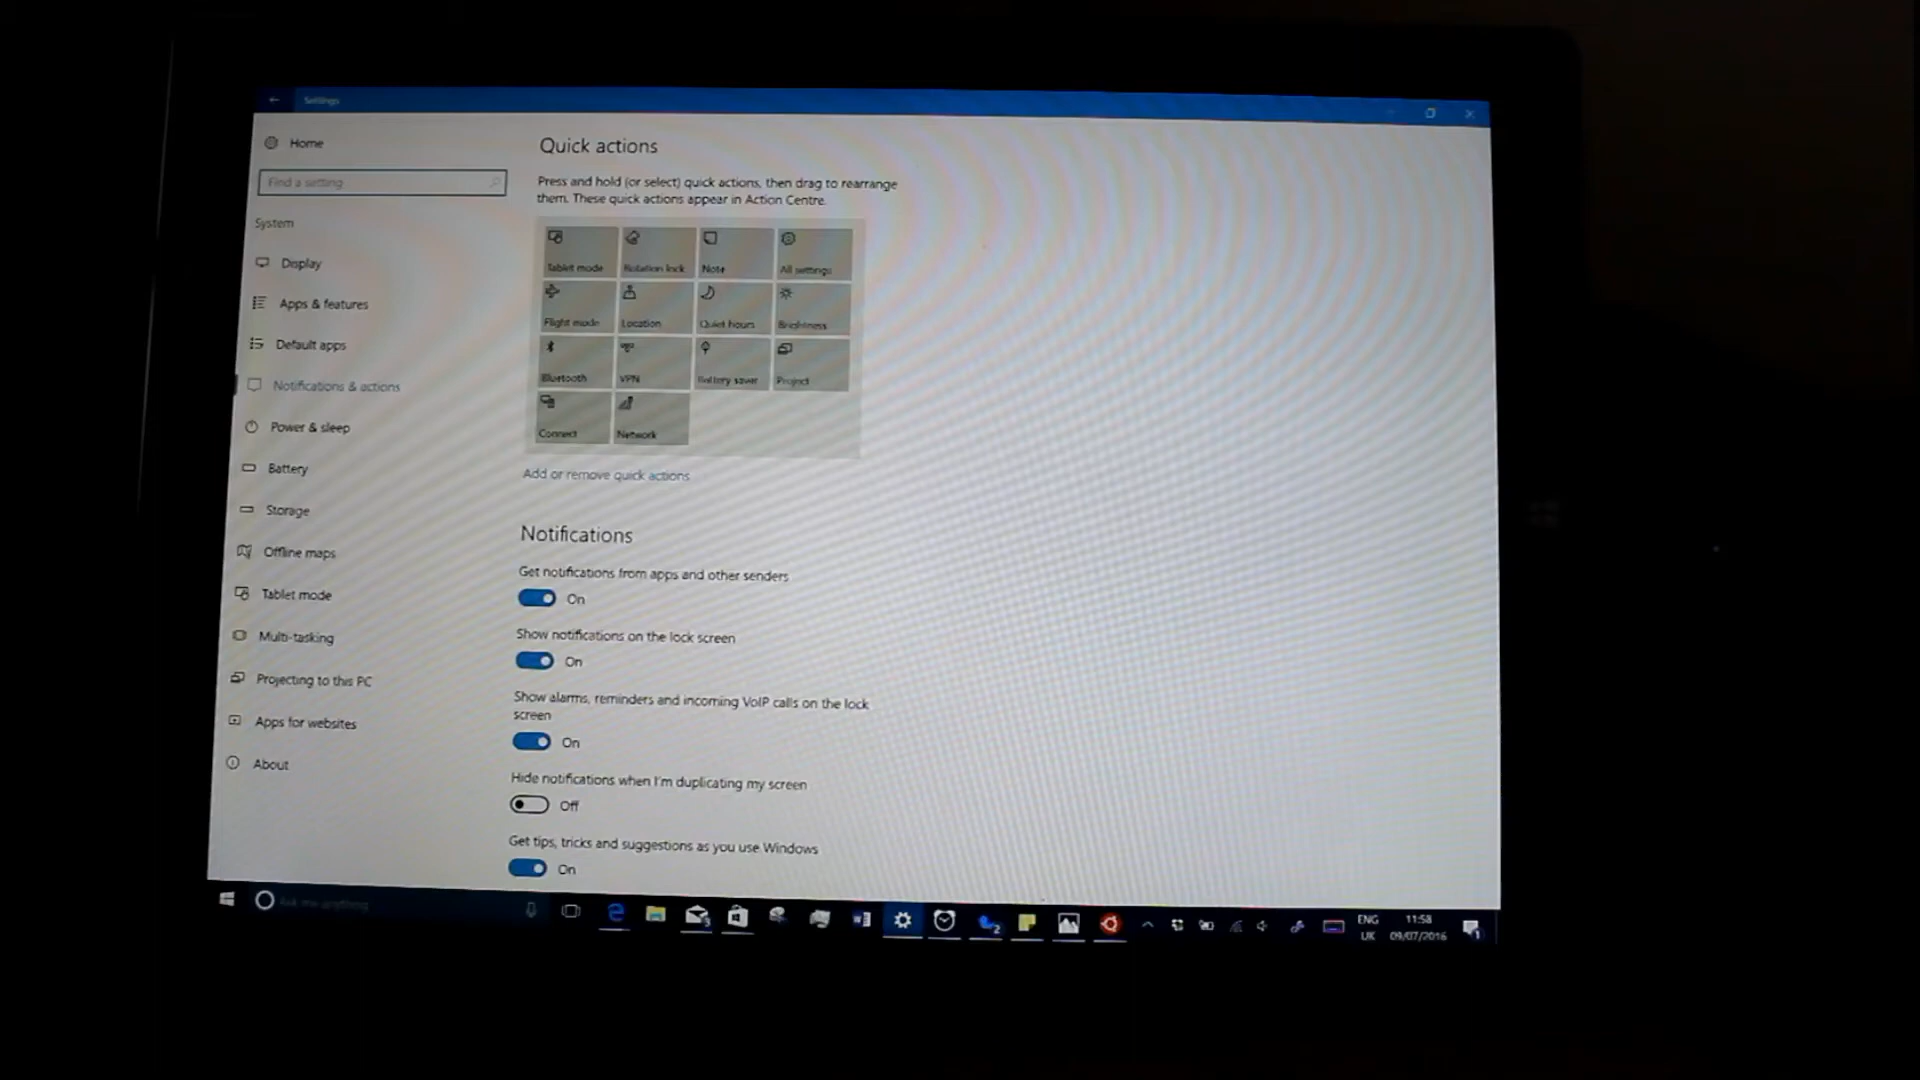 Settings
Home
Find a setting
System
Display
Apps & features
Default apps
Notifications & actions
Power & sleep
Battery
Storage
Offline maps
Tablet mode
Multi-tasking
Projecting to this PC
Apps for websites
About
Quick actions
Press and hold (or select) quick actions, then drag to rearrange
them. These quick actions appear in Action Centre.
Tablet mode Rotation lock Note All settings
Flight mode Location Quiet hours Brightness
Bluetooth VPN Battery saver Project
Connect Network
Add or remove quick actions
Notifications
Get notifications from apps and other senders
On
Show notifications on the lock screen
On
Show alarms, reminders and incoming VoIP calls on the lock
screen
On
Hide notifications when I'm duplicating my screen
Off
Get tips, tricks and suggestions as you use Windows
On
Ask me anything
ENG 11:58
UK 09/07/2016